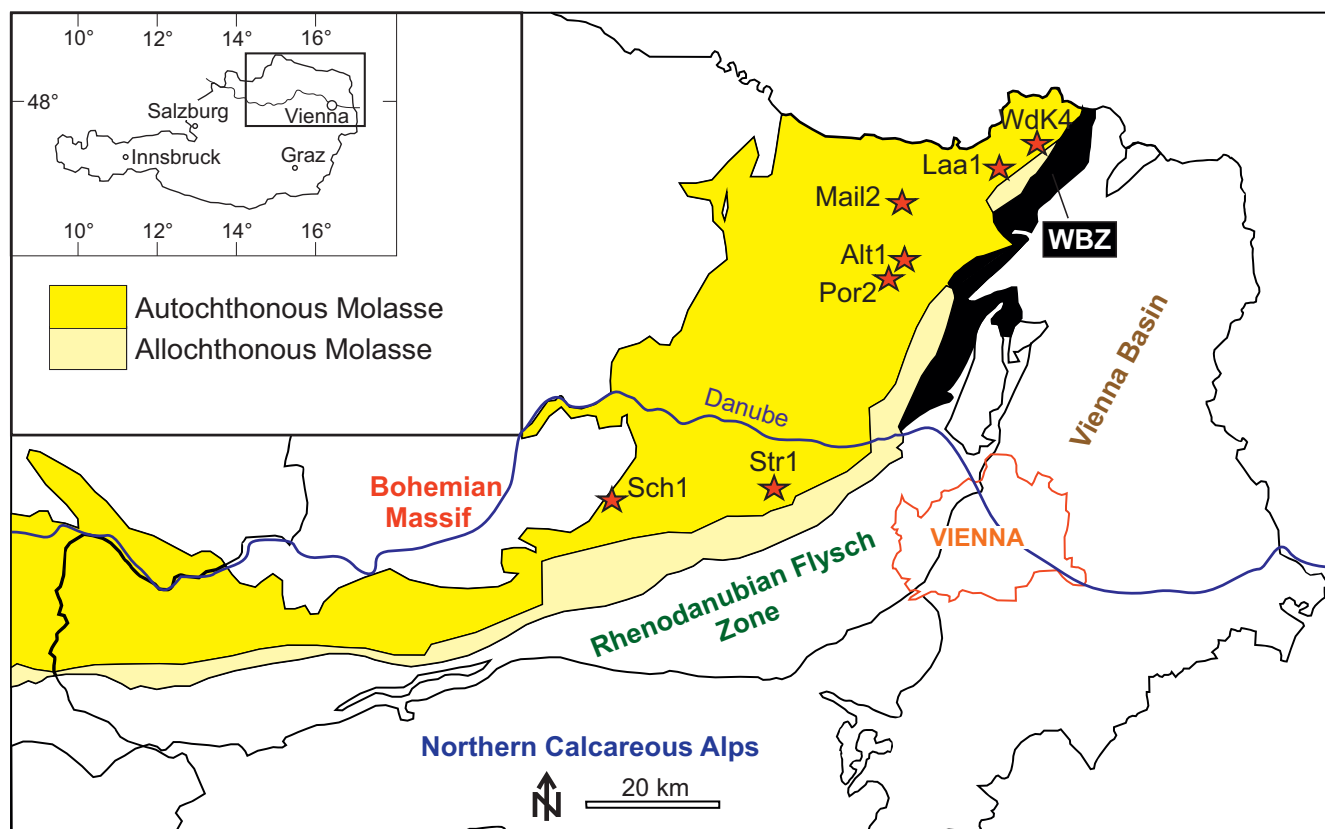 10° 12° 14° 16°
48°
Salzburg
Vienna
Innsbruck
Graz
10° 12° 14° 16°
Autochthonous Molasse
Allochthonous Molasse
WdK4
Laa1
Mail2
WBZ
Alt1
Por2
Vienna Basin
Danube
Str1
Sch1
Bohemian
Massif
VIENNA
Rhenodanubian Flysch
Zone
Northern Calcareous Alps
N
20 km